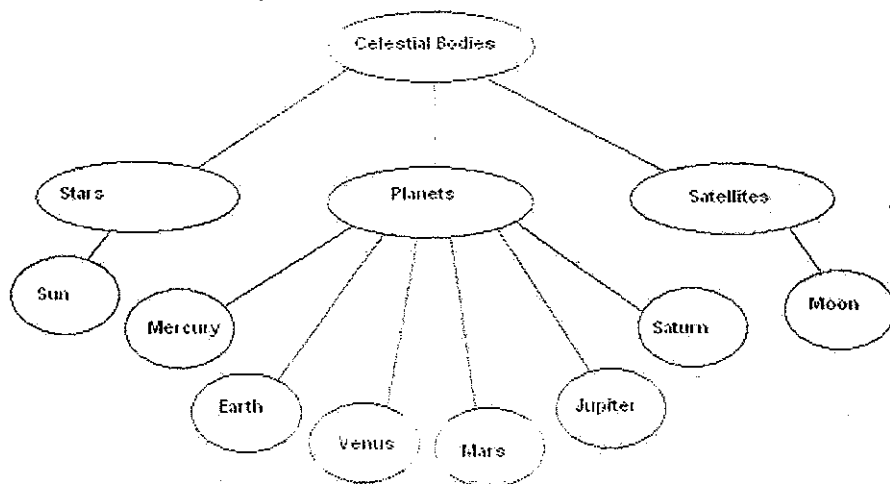 Celestial Bodies
Stars
Planets
Satellites
Sun
Mercury
Earth
Venus
Mars
Jupiter
Saturn
Moon